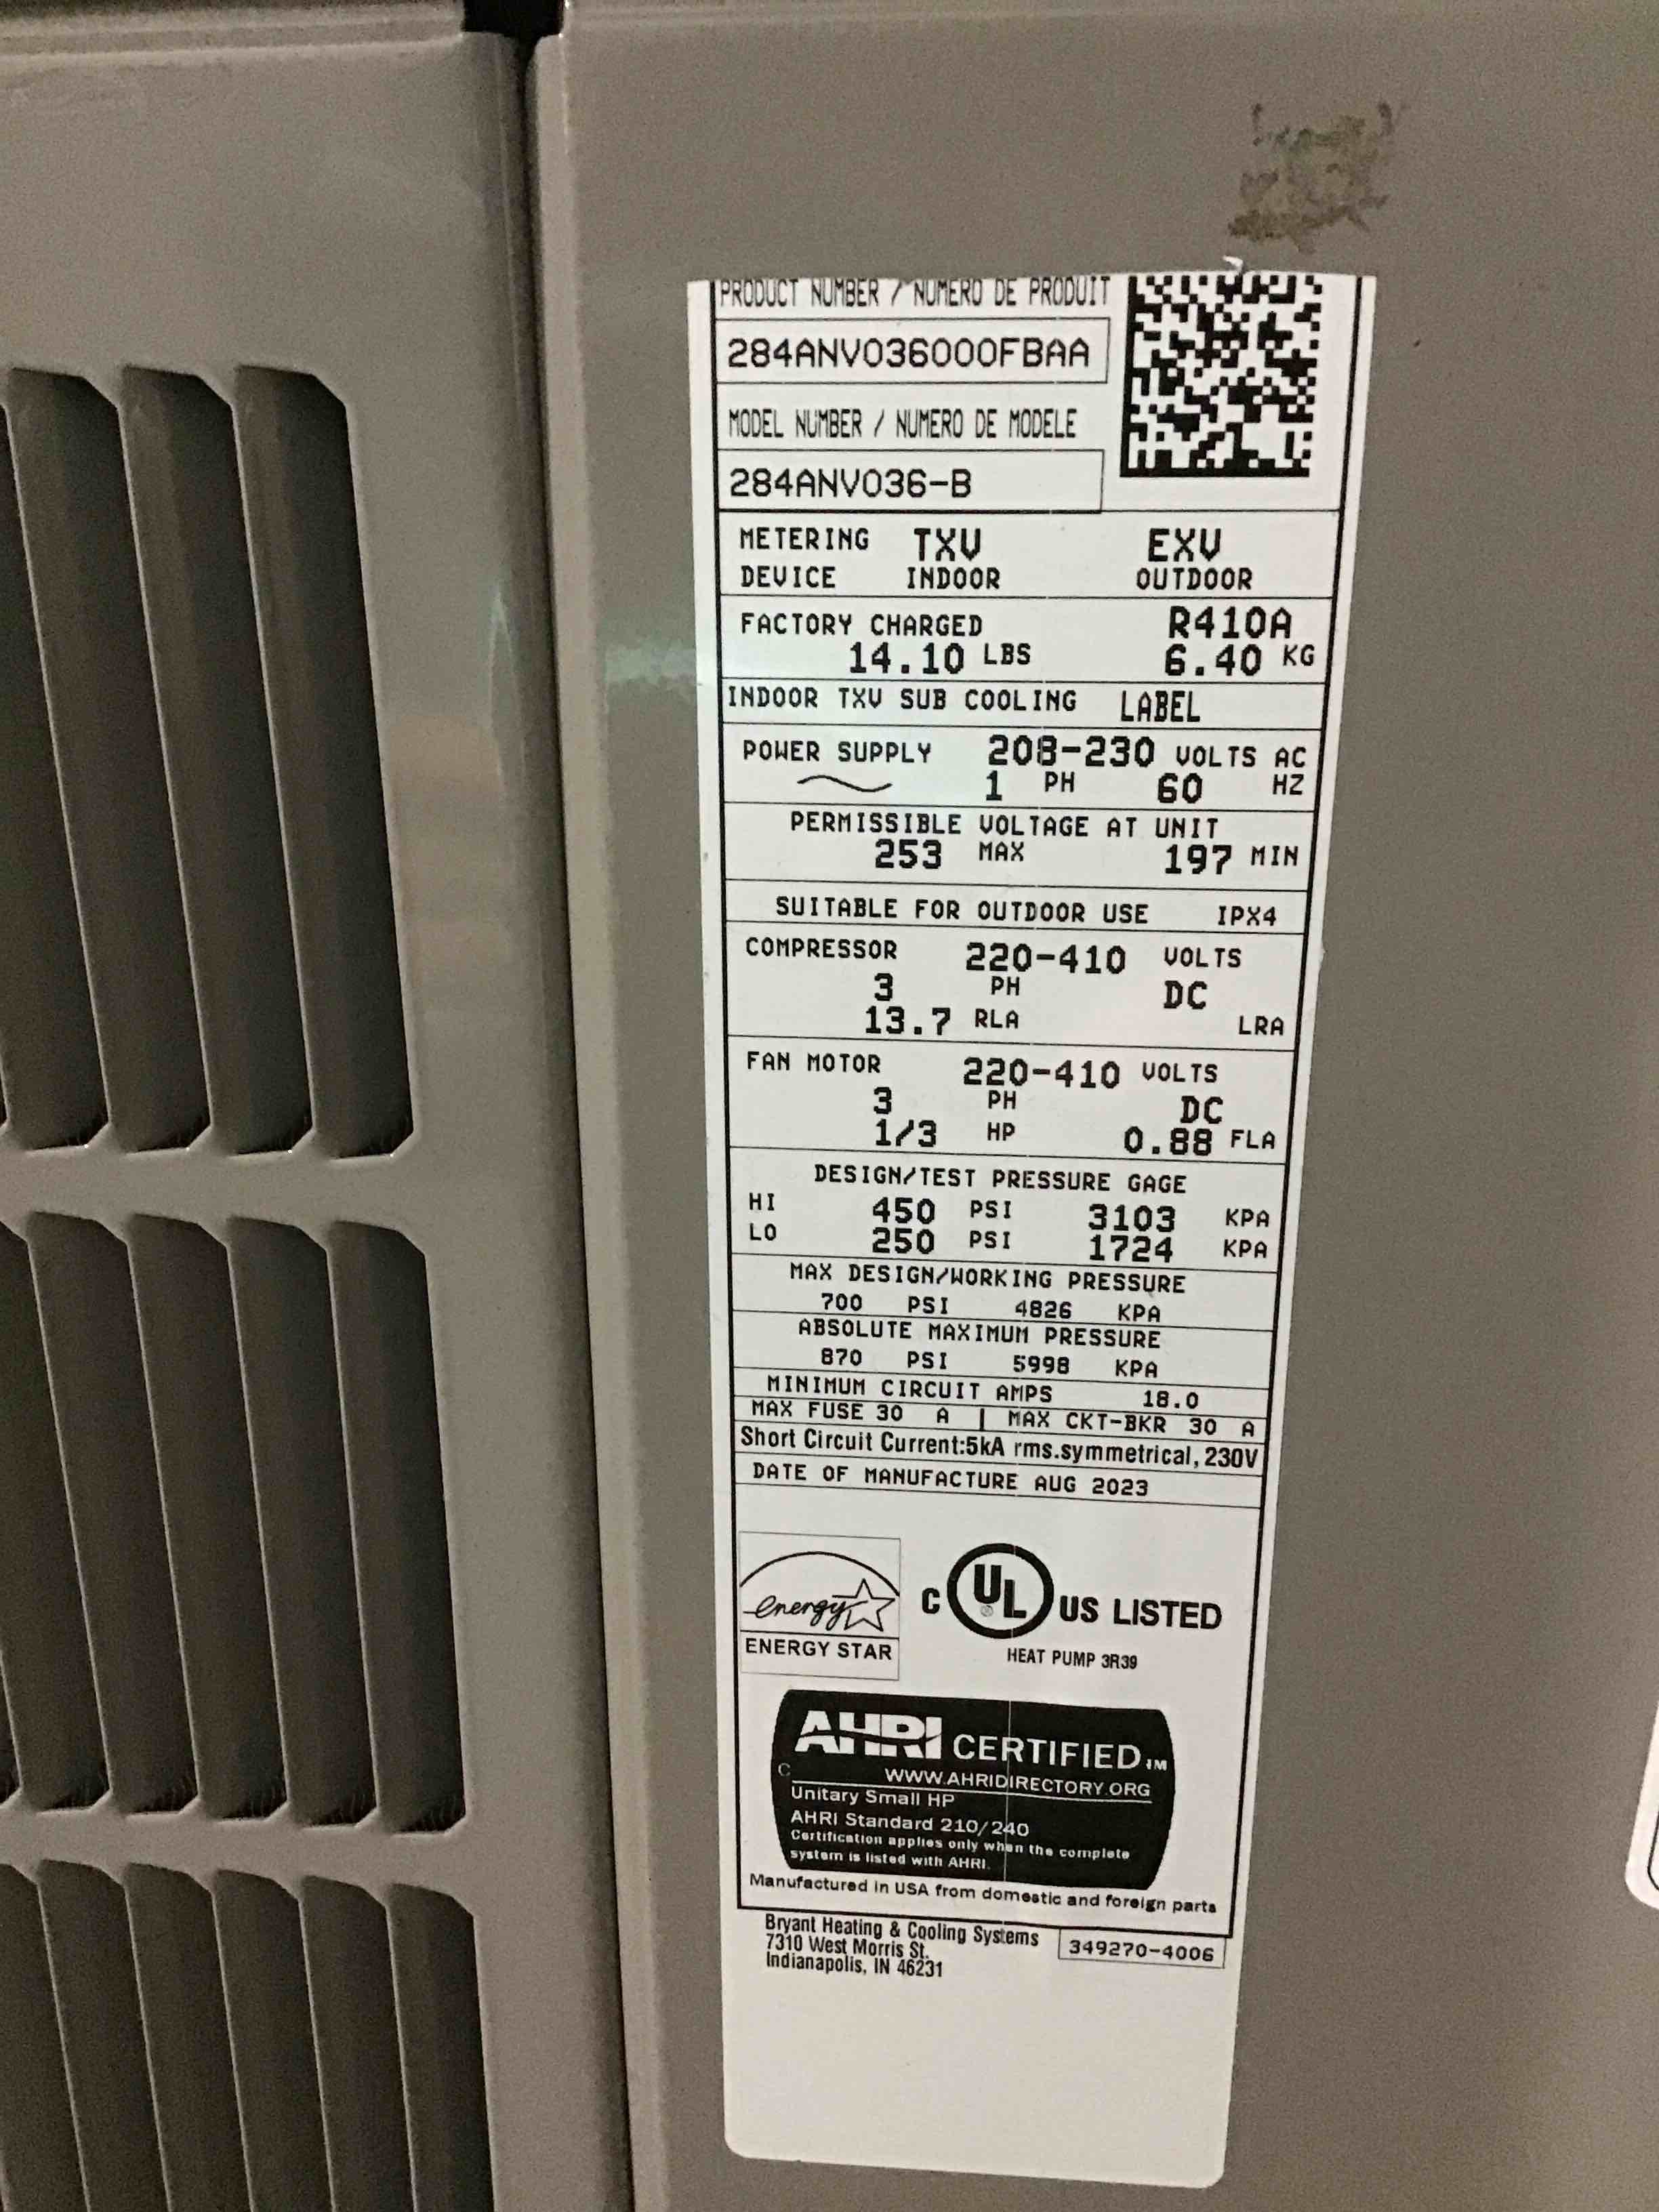 PRODUCT NUMBER / NUMERO DE PRODUIT
284ANV036000FBAA
MODEL NUMBER / NUMERO DE MODELE
284ANV036-B
METERING DEVICE TXV INDOOR EXV OUTDOOR
FACTORY CHARGED R410A
14.10 LBS 6.40 KG
INDOOR TXV SUB COOLING LABEL
POWER SUPPLY 208-230 VOLTS AC
1 PH 60 HZ
PERMISSIBLE VOLTAGE AT UNIT
253 MAX 197 MIN
SUITABLE FOR OUTDOOR USE IPX4
COMPRESSOR 220-410 VOLTS
3 PH DC
13.7 RLA LRA
FAN MOTOR 220-410 VOLTS
3 PH DC
1/3 HP 0.88 FLA
DESIGN/TEST PRESSURE GAGE
HI 450 PSI 3103 KPA
LO 250 PSI 1724 KPA
MAX DESIGN/WORKING PRESSURE
700 PSI 4826 KPA
ABSOLUTE MAXIMUM PRESSURE
870 PSI 5998 KPA
MINIMUM CIRCUIT AMPS 18.0
MAX FUSE 30 A | MAX CKT-BKR 30 A
Short Circuit Current:5kA rms.symmetrical, 230V
DATE OF MANUFACTURE AUG 2023
energy
ENERGY STAR
C UL ® US LISTED
HEAT PUMP 3R39
AHRI CERTIFIED TM
C
WWW.AHRIDIRECTORY.ORG
Unitary Small HP
AHRI Standard 210/240
Certification applies only when the complete
system is listed with AHRI.
Manufactured in USA from domestic and foreign parts
Bryant Heating & Cooling Systems
7310 West Morris St.
Indianapolis, IN 46231
349270-4006